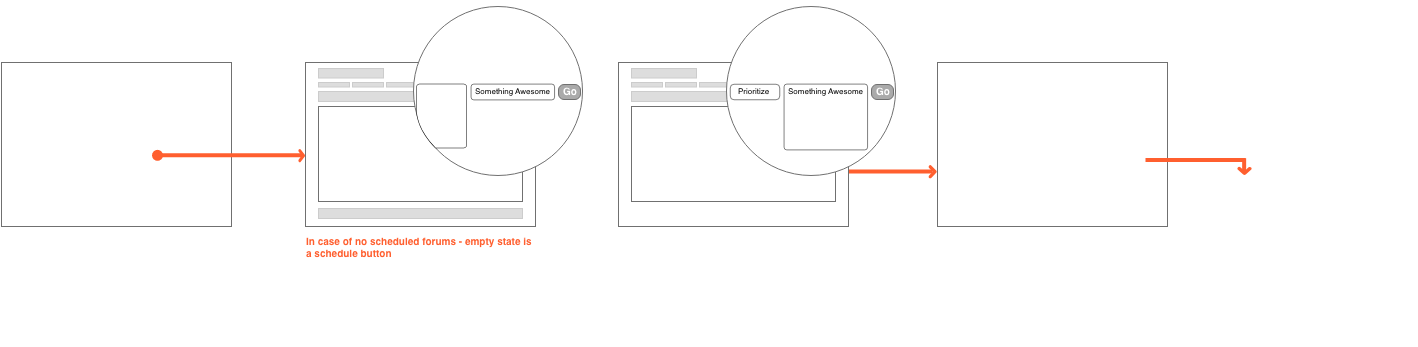 Something Awesome Go
Prioritize Something Awesome Go
In case of no scheduled forums - empty state is
a schedule button